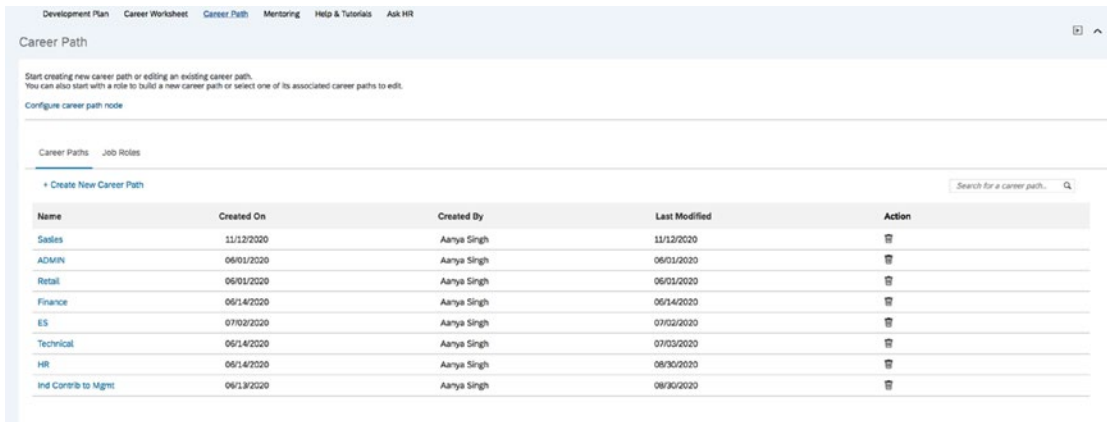 Development Plan Career Worksheet Career Path Mentoring Help & Tutorials Ask HR
Career Path
Start creating new career path or editing an existing career path.
You can also start with a role to build a new career path or select one of its associated career paths to edit.
Configure career path node
Career Paths Job Roles
+ Create New Career Path Search for a career path..
Name Created On Created By Last Modified Action
Sasles 11/12/2020 Aanya Singh 11/12/2020
ADMIN 06/01/2020 Aanya Singh 06/01/2020
Retail 06/01/2020 Aanya Singh 06/01/2020
Finance 06/14/2020 Aanya Singh 06/14/2020
ES 07/02/2020 Aanya Singh 07/02/2020
Technical 06/14/2020 Aanya Singh 07/03/2020
HR 06/14/2020 Aanya Singh 08/30/2020
Ind Contrib to Mgmt 06/13/2020 Aanya Singh 08/30/2020